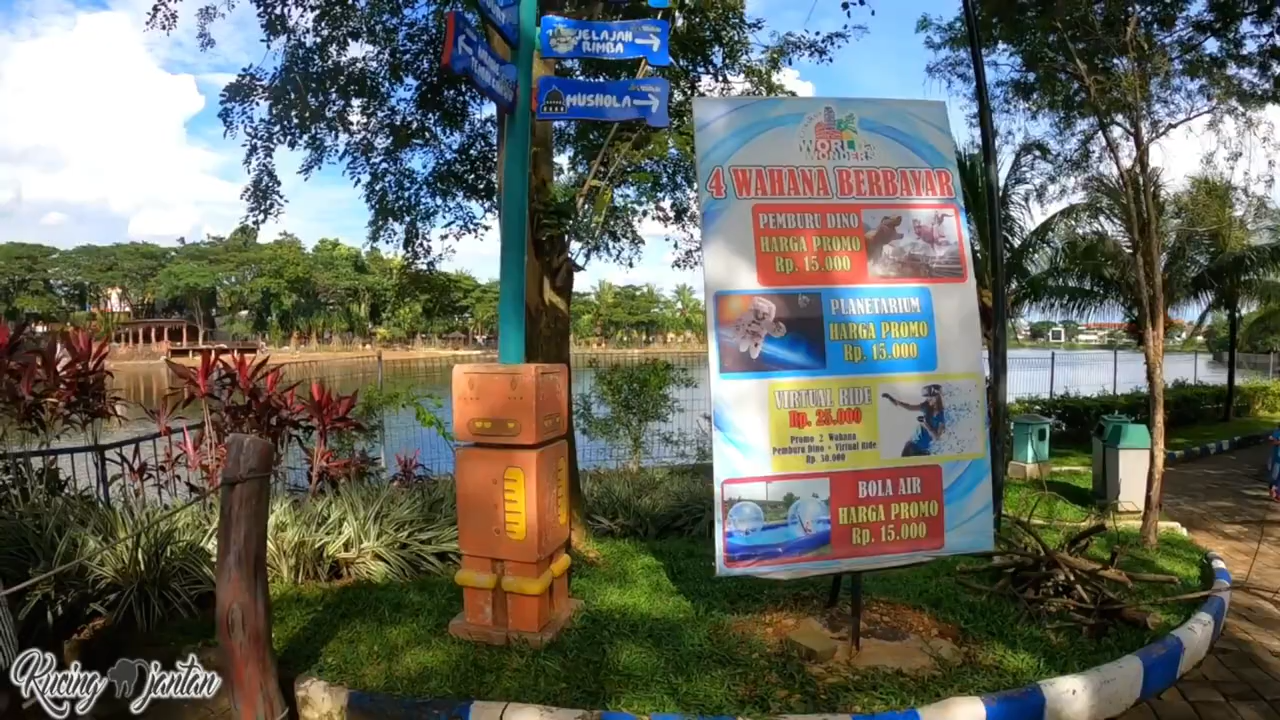 JELAJAH
RIMBA
MUSHOLA
WORLD of
WONDERS
4 WAHANA BERBAYAR
PEMBURU DINO
HARGA PROMO
Rp. 15.000
PLANETARIUM
HARGA PROMO
Rp. 15.000
VIRTUAL RIDE
Rp. 25.000
Promo 2 Wahana
Pemburu Dino + Virtual Ride
Rp. 30.000
BOLA AIR
HARGA PROMO
Rp. 15.000
Kucing Jantan